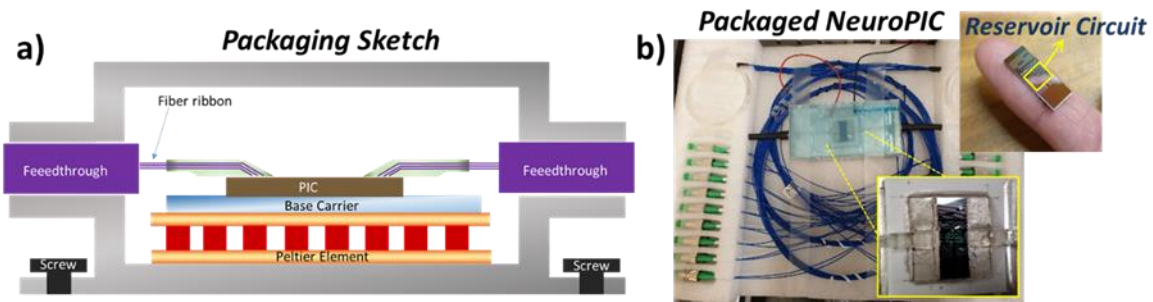 a)
Packaging Sketch
Fiber ribbon
Feeedthrough
Feeedthrough
PIC
Base Carrier
Peltier Element
Screw
Screw
b)
Packaged NeuroPIC
Reservoir Circuit